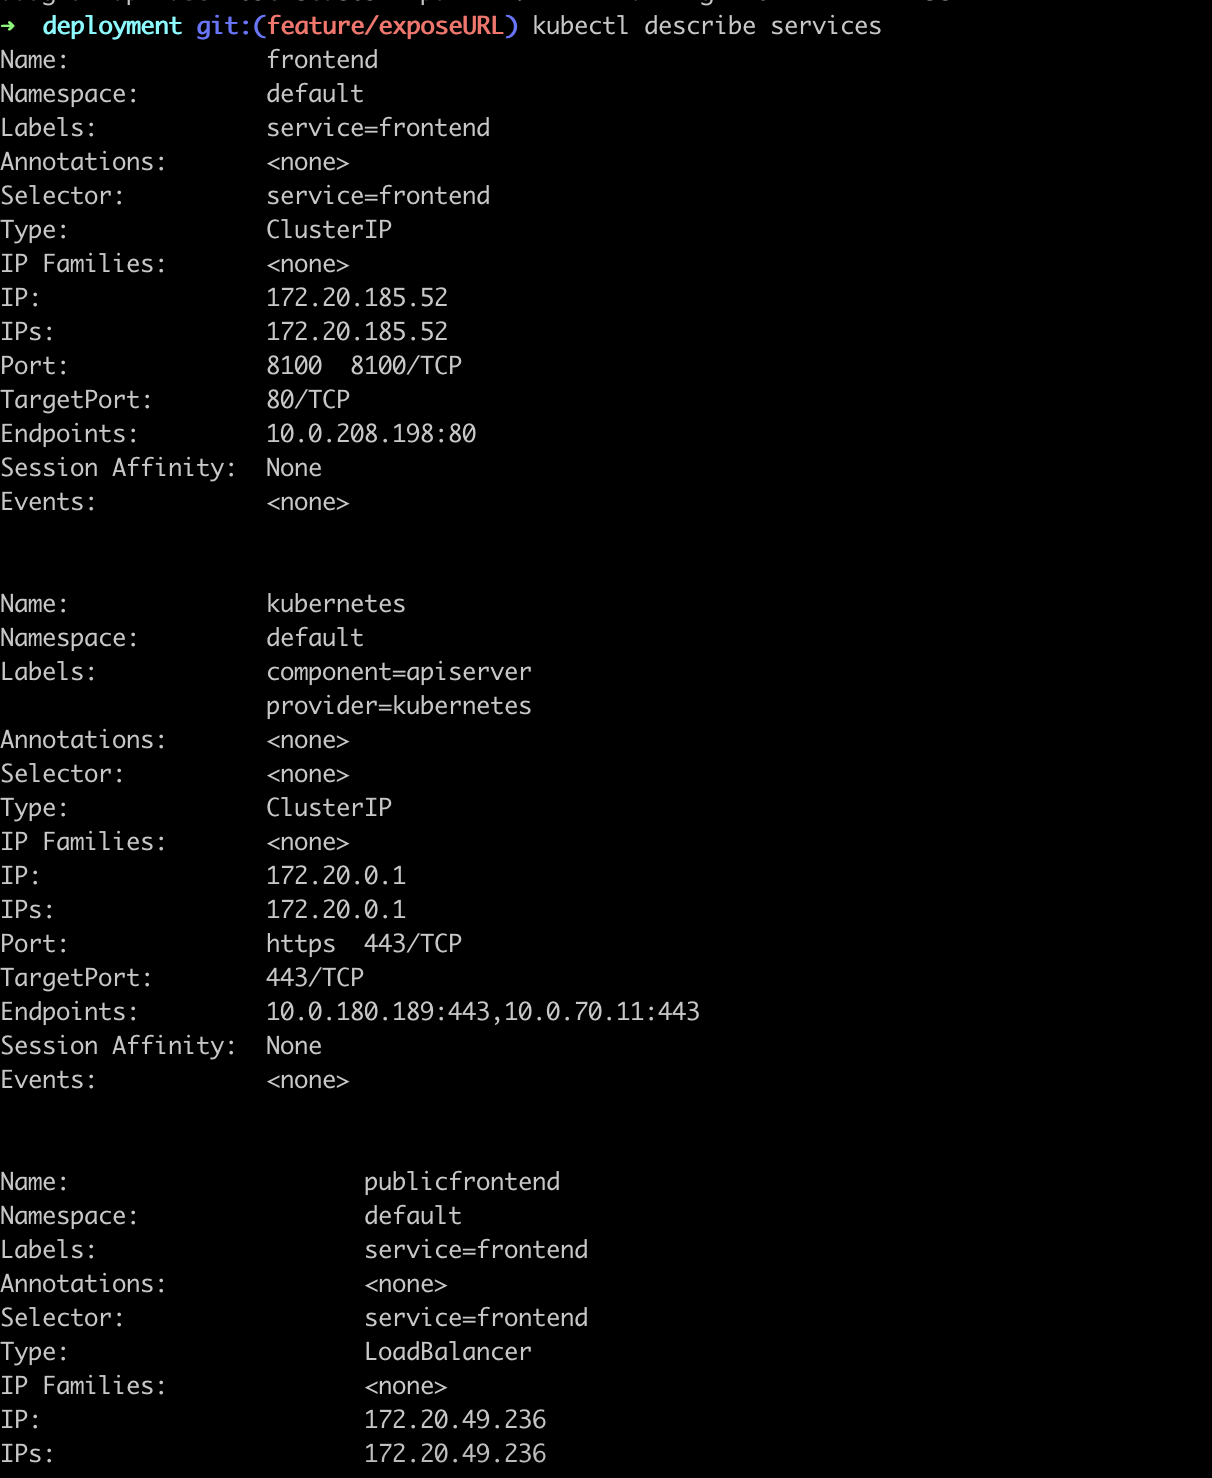 ➜  deployment git:(feature/exposeURL) kubectl describe services
Name:              frontend
Namespace:         default
Labels:            service=frontend
Annotations:       <none>
Selector:          service=frontend
Type:              ClusterIP
IP Families:       <none>
IP:                172.20.185.52
IPs:               172.20.185.52
Port:              8100  8100/TCP
TargetPort:        80/TCP
Endpoints:         10.0.208.198:80
Session Affinity:  None
Events:            <none>

Name:              kubernetes
Namespace:         default
Labels:            component=apiserver
                   provider=kubernetes
Annotations:       <none>
Selector:          <none>
Type:              ClusterIP
IP Families:       <none>
IP:                172.20.0.1
IPs:               172.20.0.1
Port:              https  443/TCP
TargetPort:        443/TCP
Endpoints:         10.0.180.189:443,10.0.70.11:443
Session Affinity:  None
Events:            <none>

Name:                     publicfrontend
Namespace:                default
Labels:                   service=frontend
Annotations:              <none>
Selector:                 service=frontend
Type:                     LoadBalancer
IP Families:              <none>
IP:                       172.20.49.236
IPs:                      172.20.49.236